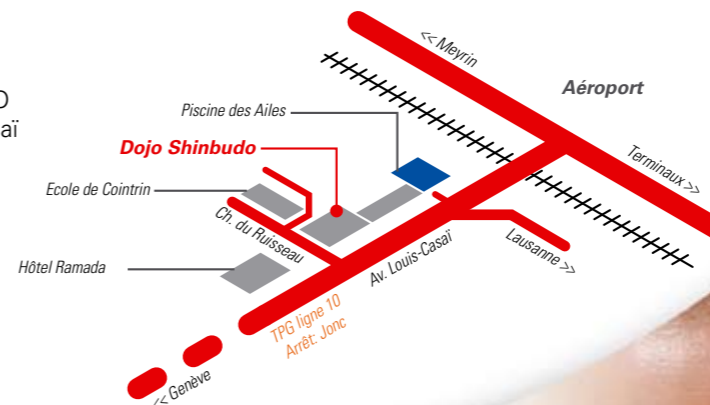 << Meyrin
Aéroport
Piscine des Ailes
Dojo Shinbudo
Terminaux >>
Ecole de Cointrin
Ch. du Ruisseau
Av. Louis-Casaï
Lausanne >>
Hôtel Ramada
TPG ligne 10
Arrêt: Jonc
<< Genève